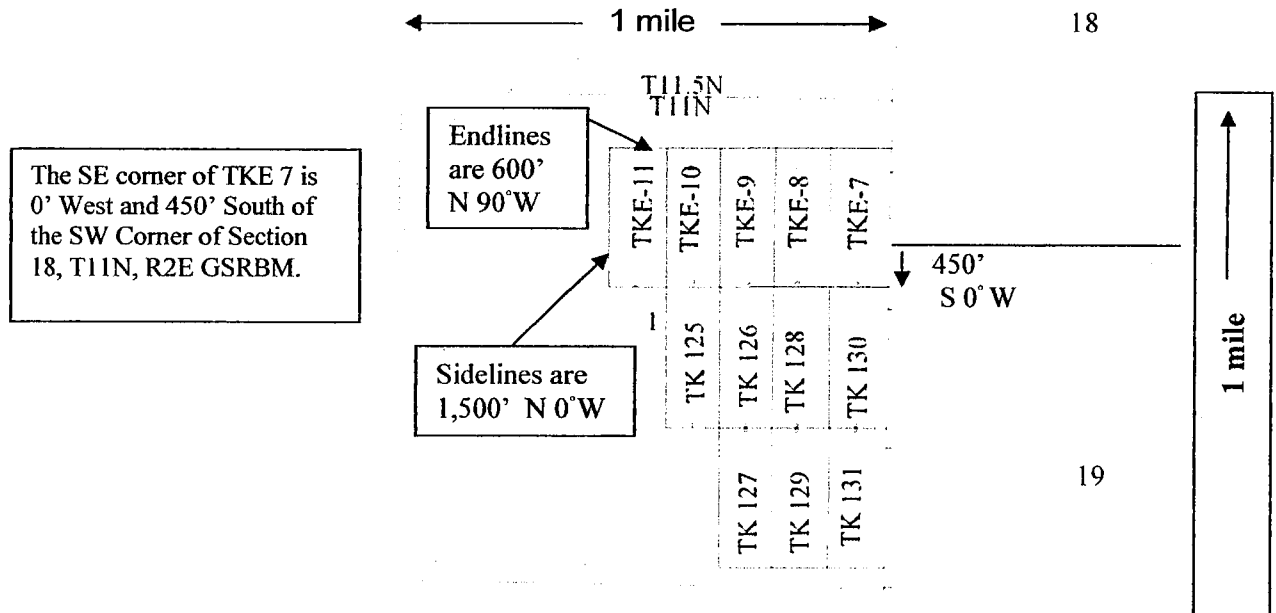 1 mile
18
T11.5N
T11N
Endlines
are 600’
N 90°W
The SE corner of TKE 7 is
0’ West and 450’ South of
the SW Corner of Section
18, T11N, R2E GSRBM.
TKE-11
TKE-10
TKE-9
TKE-8
TKE-7
450’
S 0° W
1
Sidelines are
1,500’ N 0°W
TK 125
TK 126
TK 128
TK 130
1 mile
TK 127
TK 129
TK 131
19